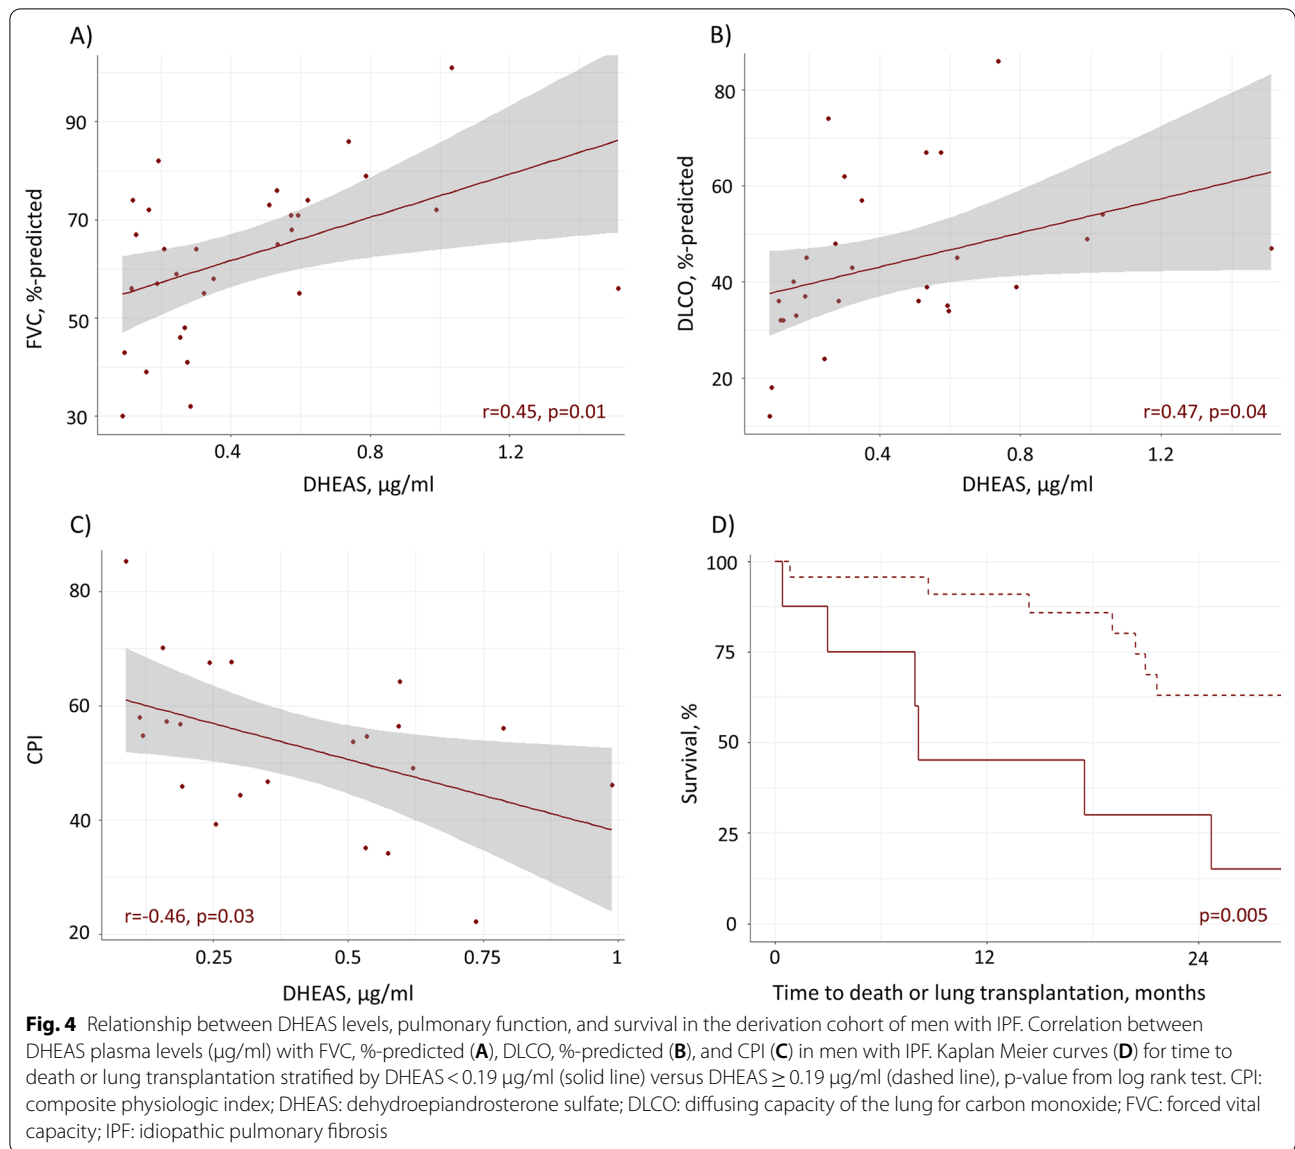 A)
FVC, %-predicted
90
70
50
30
r=0.45, p=0.01
0.4 0.8 1.2
DHEAS, µg/ml
B)
DLCO, %-predicted
80
60
40
20
r=0.47, p=0.04
0.4 0.8 1.2
DHEAS, µg/ml
C)
CPI
80
60
40
20
r=-0.46, p=0.03
0.25 0.5 0.75 1
DHEAS, µg/ml
D)
Survival, %
100
75
50
25
0
p=0.005
0 12 24
Time to death or lung transplantation, months
Fig. 4 Relationship between DHEAS levels, pulmonary function, and survival in the derivation cohort of men with IPF. Correlation between
DHEAS plasma levels (µg/ml) with FVC, %-predicted (A), DLCO, %-predicted (B), and CPI (C) in men with IPF. Kaplan Meier curves (D) for time to
death or lung transplantation stratified by DHEAS < 0.19 µg/ml (solid line) versus DHEAS ≥ 0.19 µg/ml (dashed line), p-value from log rank test. CPI:
composite physiologic index; DHEAS: dehydroepiandrosterone sulfate; DLCO: diffusing capacity of the lung for carbon monoxide; FVC: forced vital
capacity; IPF: idiopathic pulmonary fibrosis